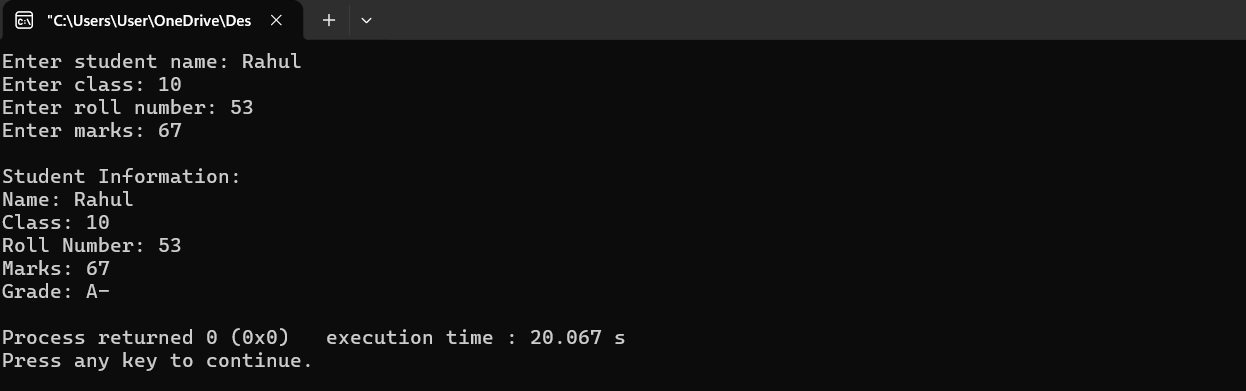 "C:\Users\User\OneDrive\Des
Enter student name: Rahul
Enter class: 10
Enter roll number: 53
Enter marks: 67
Student Information:
Name: Rahul
Class: 10
Roll Number: 53
Marks: 67
Grade: A-
Process returned 0 (0x0)   execution time : 20.067 s
Press any key to continue.